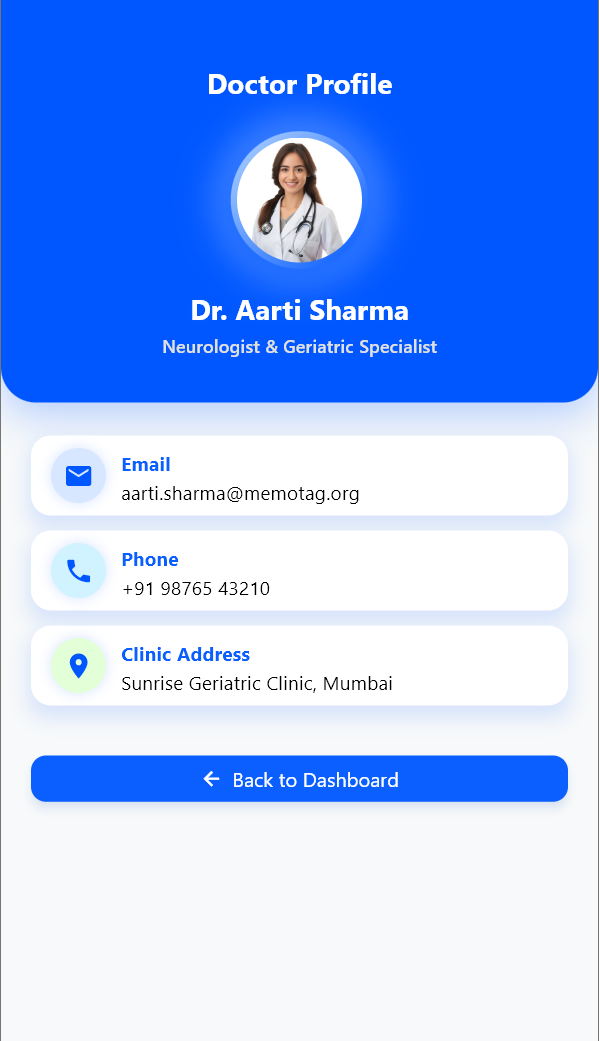 Doctor Profile
Dr. Aarti Sharma
Neurologist & Geriatric Specialist
Email
aarti.sharma@memotag.org
Phone
+91 98765 43210
Clinic Address
Sunrise Geriatric Clinic, Mumbai
Back to Dashboard